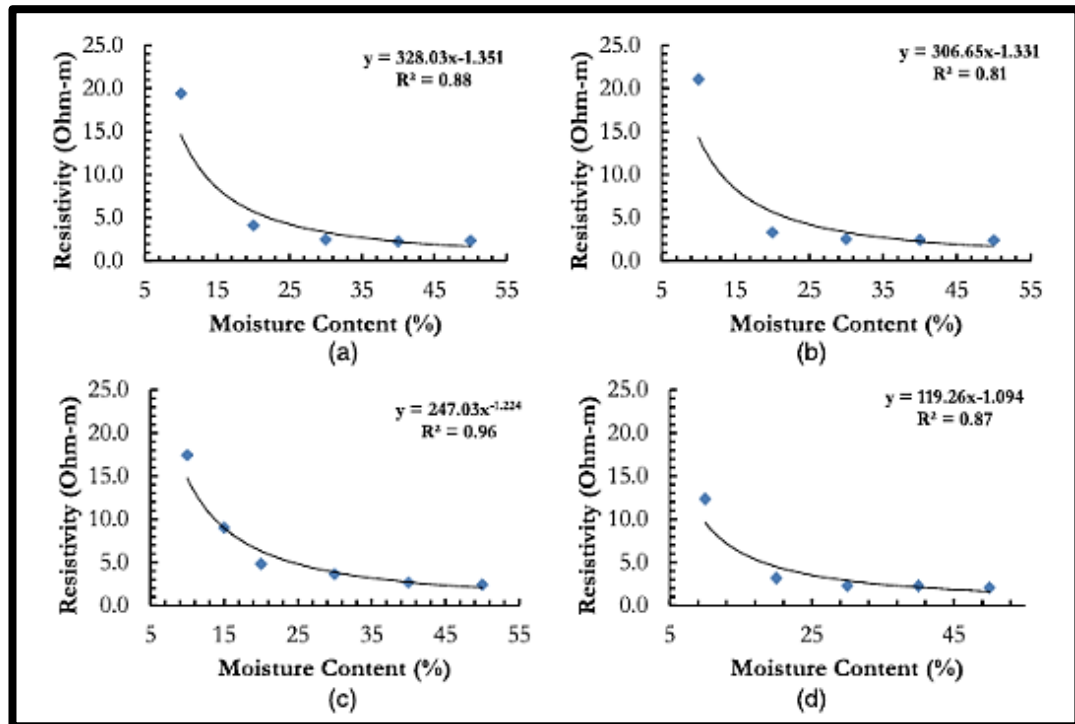 y = 328.03x-1.351
R² = 0.88
25.0
20.0
15.0
10.0
5.0
0.0
Resistivity (Ohm-m)
5 15 25 35 45 55
Moisture Content (%)
(a)
y = 306.65x-1.331
R² = 0.81
25.0
20.0
15.0
10.0
5.0
0.0
Resistivity (Ohm-m)
5 15 25 35 45 55
Moisture Content (%)
(b)
y = 247.03x⁻¹·²²⁴
R² = 0.96
25.0
20.0
15.0
10.0
5.0
0.0
Resistivity (Ohm-m)
5 15 25 35 45 55
Moisture Content (%)
(c)
y = 119.26x-1.094
R² = 0.87
25.0
20.0
15.0
10.0
5.0
0.0
Resistivity (Ohm-m)
5 25 45
Moisture Content (%)
(d)